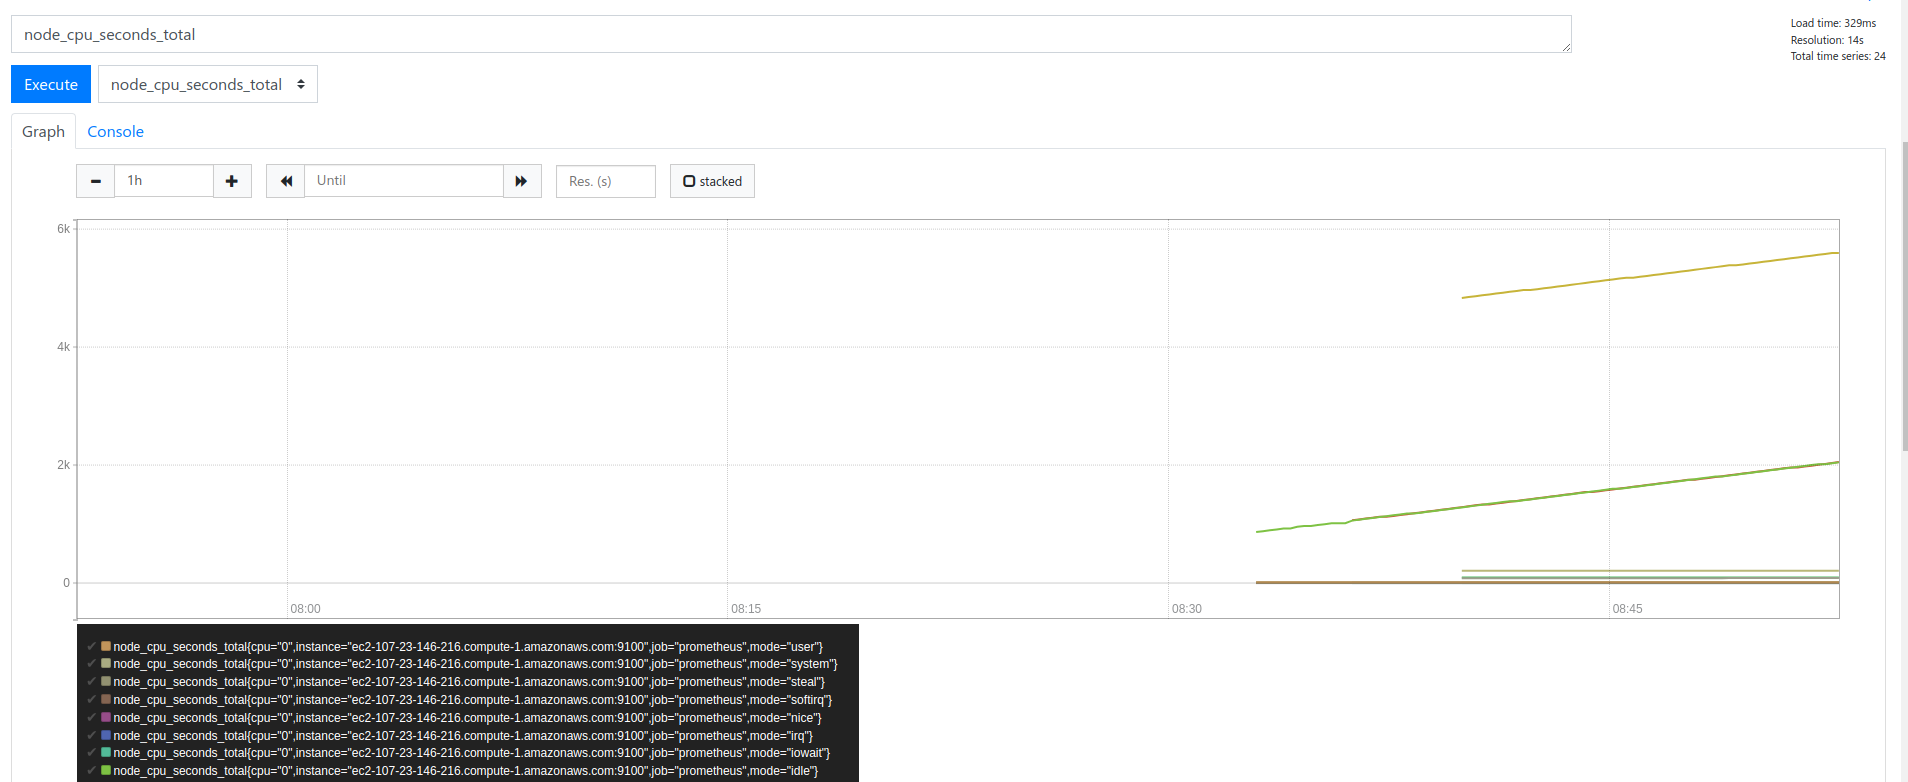 node_cpu_seconds_total
Load time: 329ms
Resolution: 14s
Total time series: 24
Execute
node_cpu_seconds_total
Graph
Console
1h
Until
Res. (s)
stacked
6k
4k
2k
0
08:00
08:15
08:30
08:45
node_cpu_seconds_total{cpu="0",instance="ec2-107-23-146-216.compute-1.amazonaws.com:9100",job="prometheus",mode="user"}
node_cpu_seconds_total{cpu="0",instance="ec2-107-23-146-216.compute-1.amazonaws.com:9100",job="prometheus",mode="system"}
node_cpu_seconds_total{cpu="0",instance="ec2-107-23-146-216.compute-1.amazonaws.com:9100",job="prometheus",mode="steal"}
node_cpu_seconds_total{cpu="0",instance="ec2-107-23-146-216.compute-1.amazonaws.com:9100",job="prometheus",mode="softirq"}
node_cpu_seconds_total{cpu="0",instance="ec2-107-23-146-216.compute-1.amazonaws.com:9100",job="prometheus",mode="nice"}
node_cpu_seconds_total{cpu="0",instance="ec2-107-23-146-216.compute-1.amazonaws.com:9100",job="prometheus",mode="irq"}
node_cpu_seconds_total{cpu="0",instance="ec2-107-23-146-216.compute-1.amazonaws.com:9100",job="prometheus",mode="iowait"}
node_cpu_seconds_total{cpu="0",instance="ec2-107-23-146-216.compute-1.amazonaws.com:9100",job="prometheus",mode="idle"}